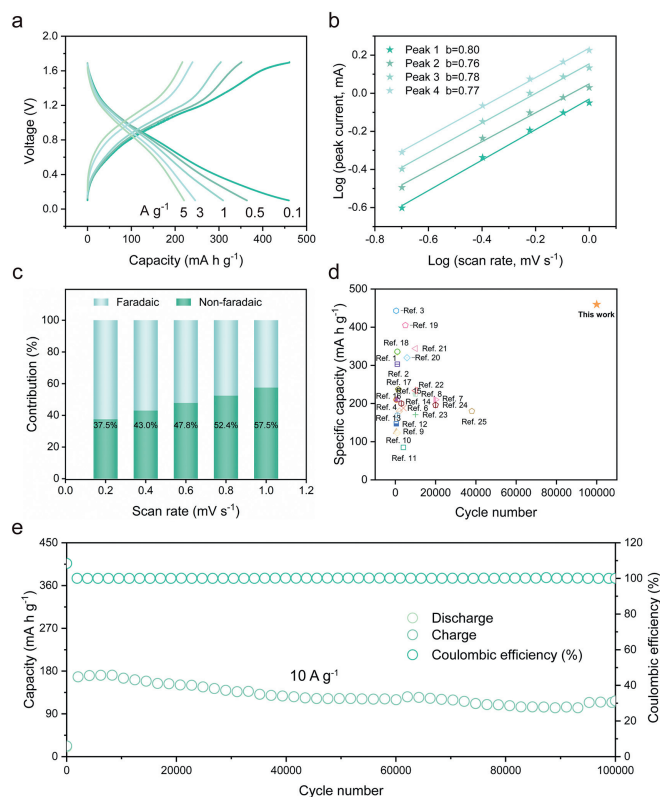 a
2.0
1.6
1.2
0.8
0.4
0.0
Voltage (V)
A g⁻¹ 5 3 1 0.5 0.1
0 100 200 300 400 500
Capacity (mA h g⁻¹)
b
Peak 1 b=0.80
Peak 2 b=0.76
Peak 3 b=0.78
Peak 4 b=0.77
0.2
0.0
-0.2
-0.4
-0.6
Log (peak current, mA)
-0.8 -0.6 -0.4 -0.2 0.0
Log (scan rate, mV s⁻¹)
c
Faradaic Non-faradaic
100
80
60
40
20
0
Contribution (%)
37.5% 43.0% 47.8% 52.4% 57.5%
0.0 0.2 0.4 0.6 0.8 1.0 1.2
Scan rate (mV s⁻¹)
d
500
400
300
200
100
0
Specific capacity (mA h g⁻¹)
Ref. 3
This work
Ref. 19
Ref. 18
Ref. 21
Ref. 1
Ref. 20
Ref. 2
Ref. 17
Ref. 22
Ref. 15
Ref. 16
Ref. 8
Ref. 14
Ref. 7
Ref. 4
Ref. 6
Ref. 24
Ref. 13
Ref. 23
Ref. 25
Ref. 12
Ref. 9
Ref. 10
Ref. 11
0 20000 40000 60000 80000 100000
Cycle number
e
450
360
270
180
90
0
Capacity (mA h g⁻¹)
Discharge
Charge
Coulombic efficiency (%)
10 A g⁻¹
120
100
80
60
40
20
0
Coulombic efficiency (%)
0 20000 40000 60000 80000 100000
Cycle number